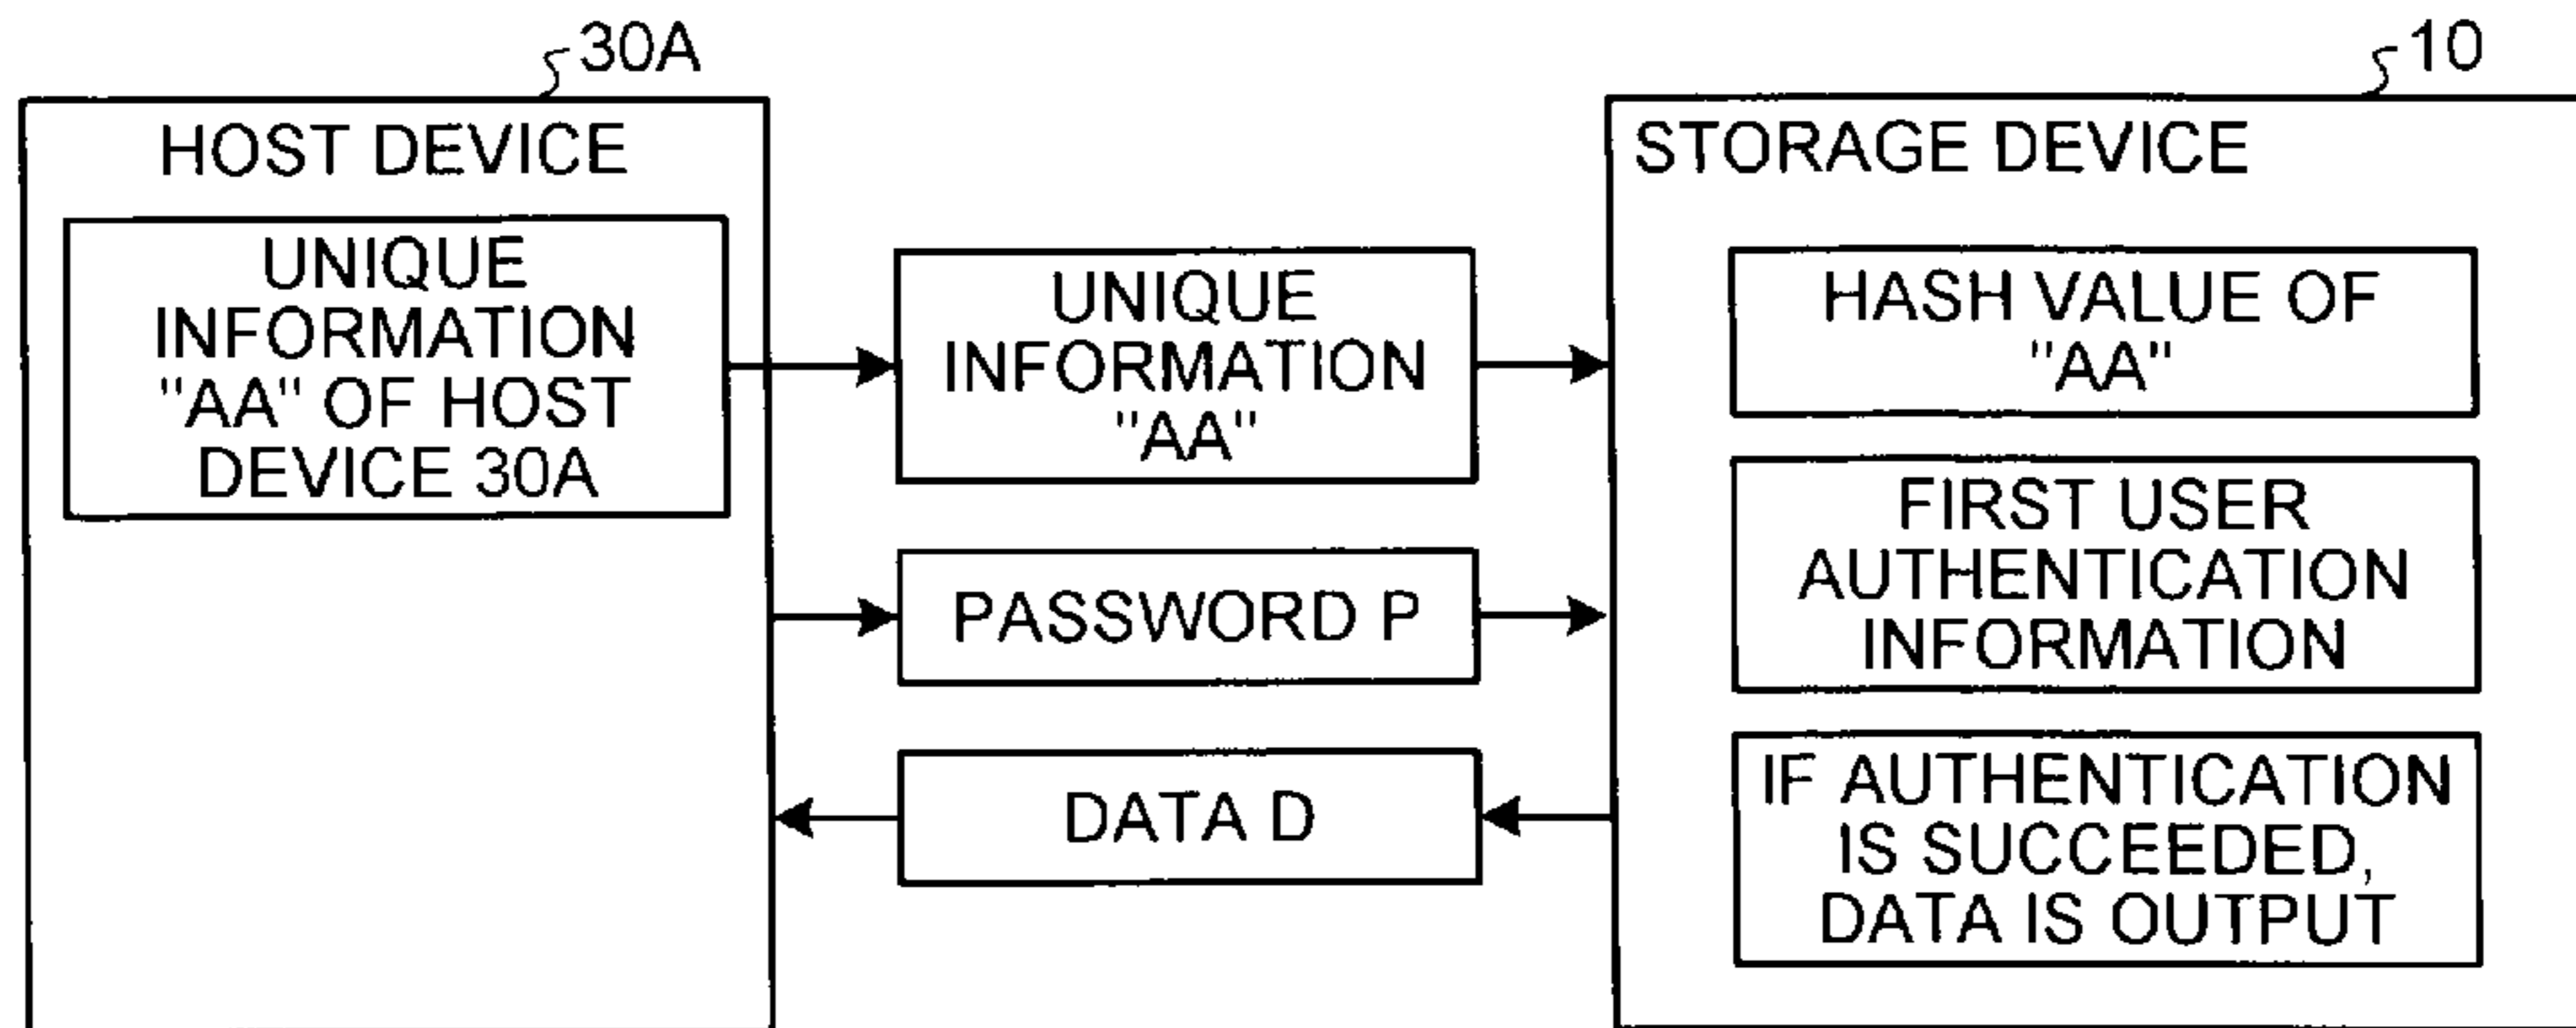 30A
HOST DEVICE
UNIQUE
INFORMATION
"AA" OF HOST
DEVICE 30A
UNIQUE
INFORMATION
"AA"
PASSWORD P
DATA D
10
STORAGE DEVICE
HASH VALUE OF
"AA"
FIRST USER
AUTHENTICATION
INFORMATION
IF AUTHENTICATION
IS SUCCEEDED,
DATA IS OUTPUT